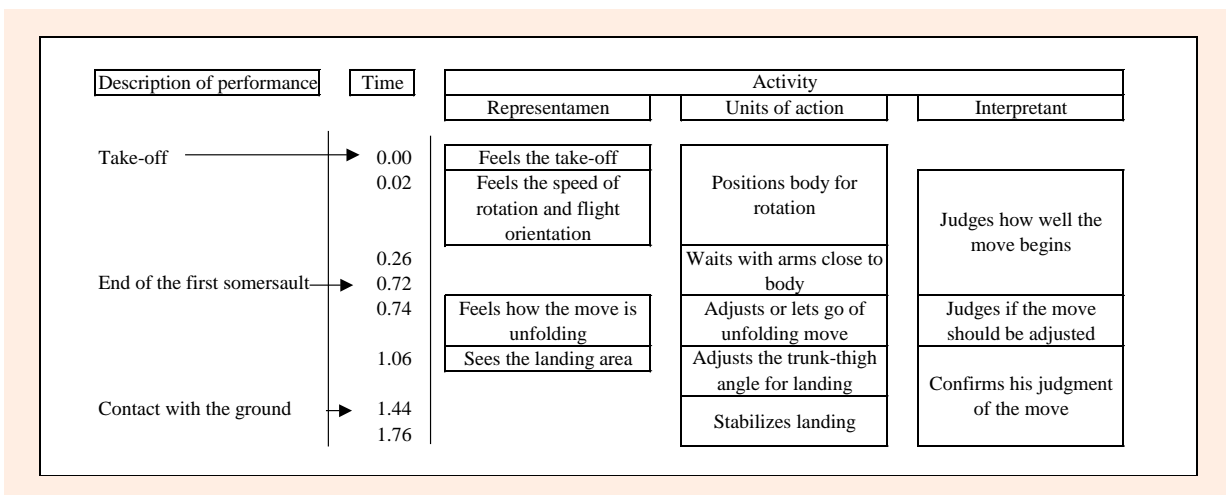 Description of performance Time Activity
Representamen Units of action Interpretant
Take-off 0.00 Feels the take-off
0.02 Feels the speed of Positions body for
rotation and flight rotation Judges how well the
orientation move begins
0.26 Waits with arms close to
End of the first somersault 0.72 body
0.74 Feels how the move is Adjusts or lets go of Judges if the move
unfolding unfolding move should be adjusted
1.06 Sees the landing area Adjusts the trunk-thigh
angle for landing Confirms his judgment
Contact with the ground 1.44 Stabilizes landing of the move
1.76